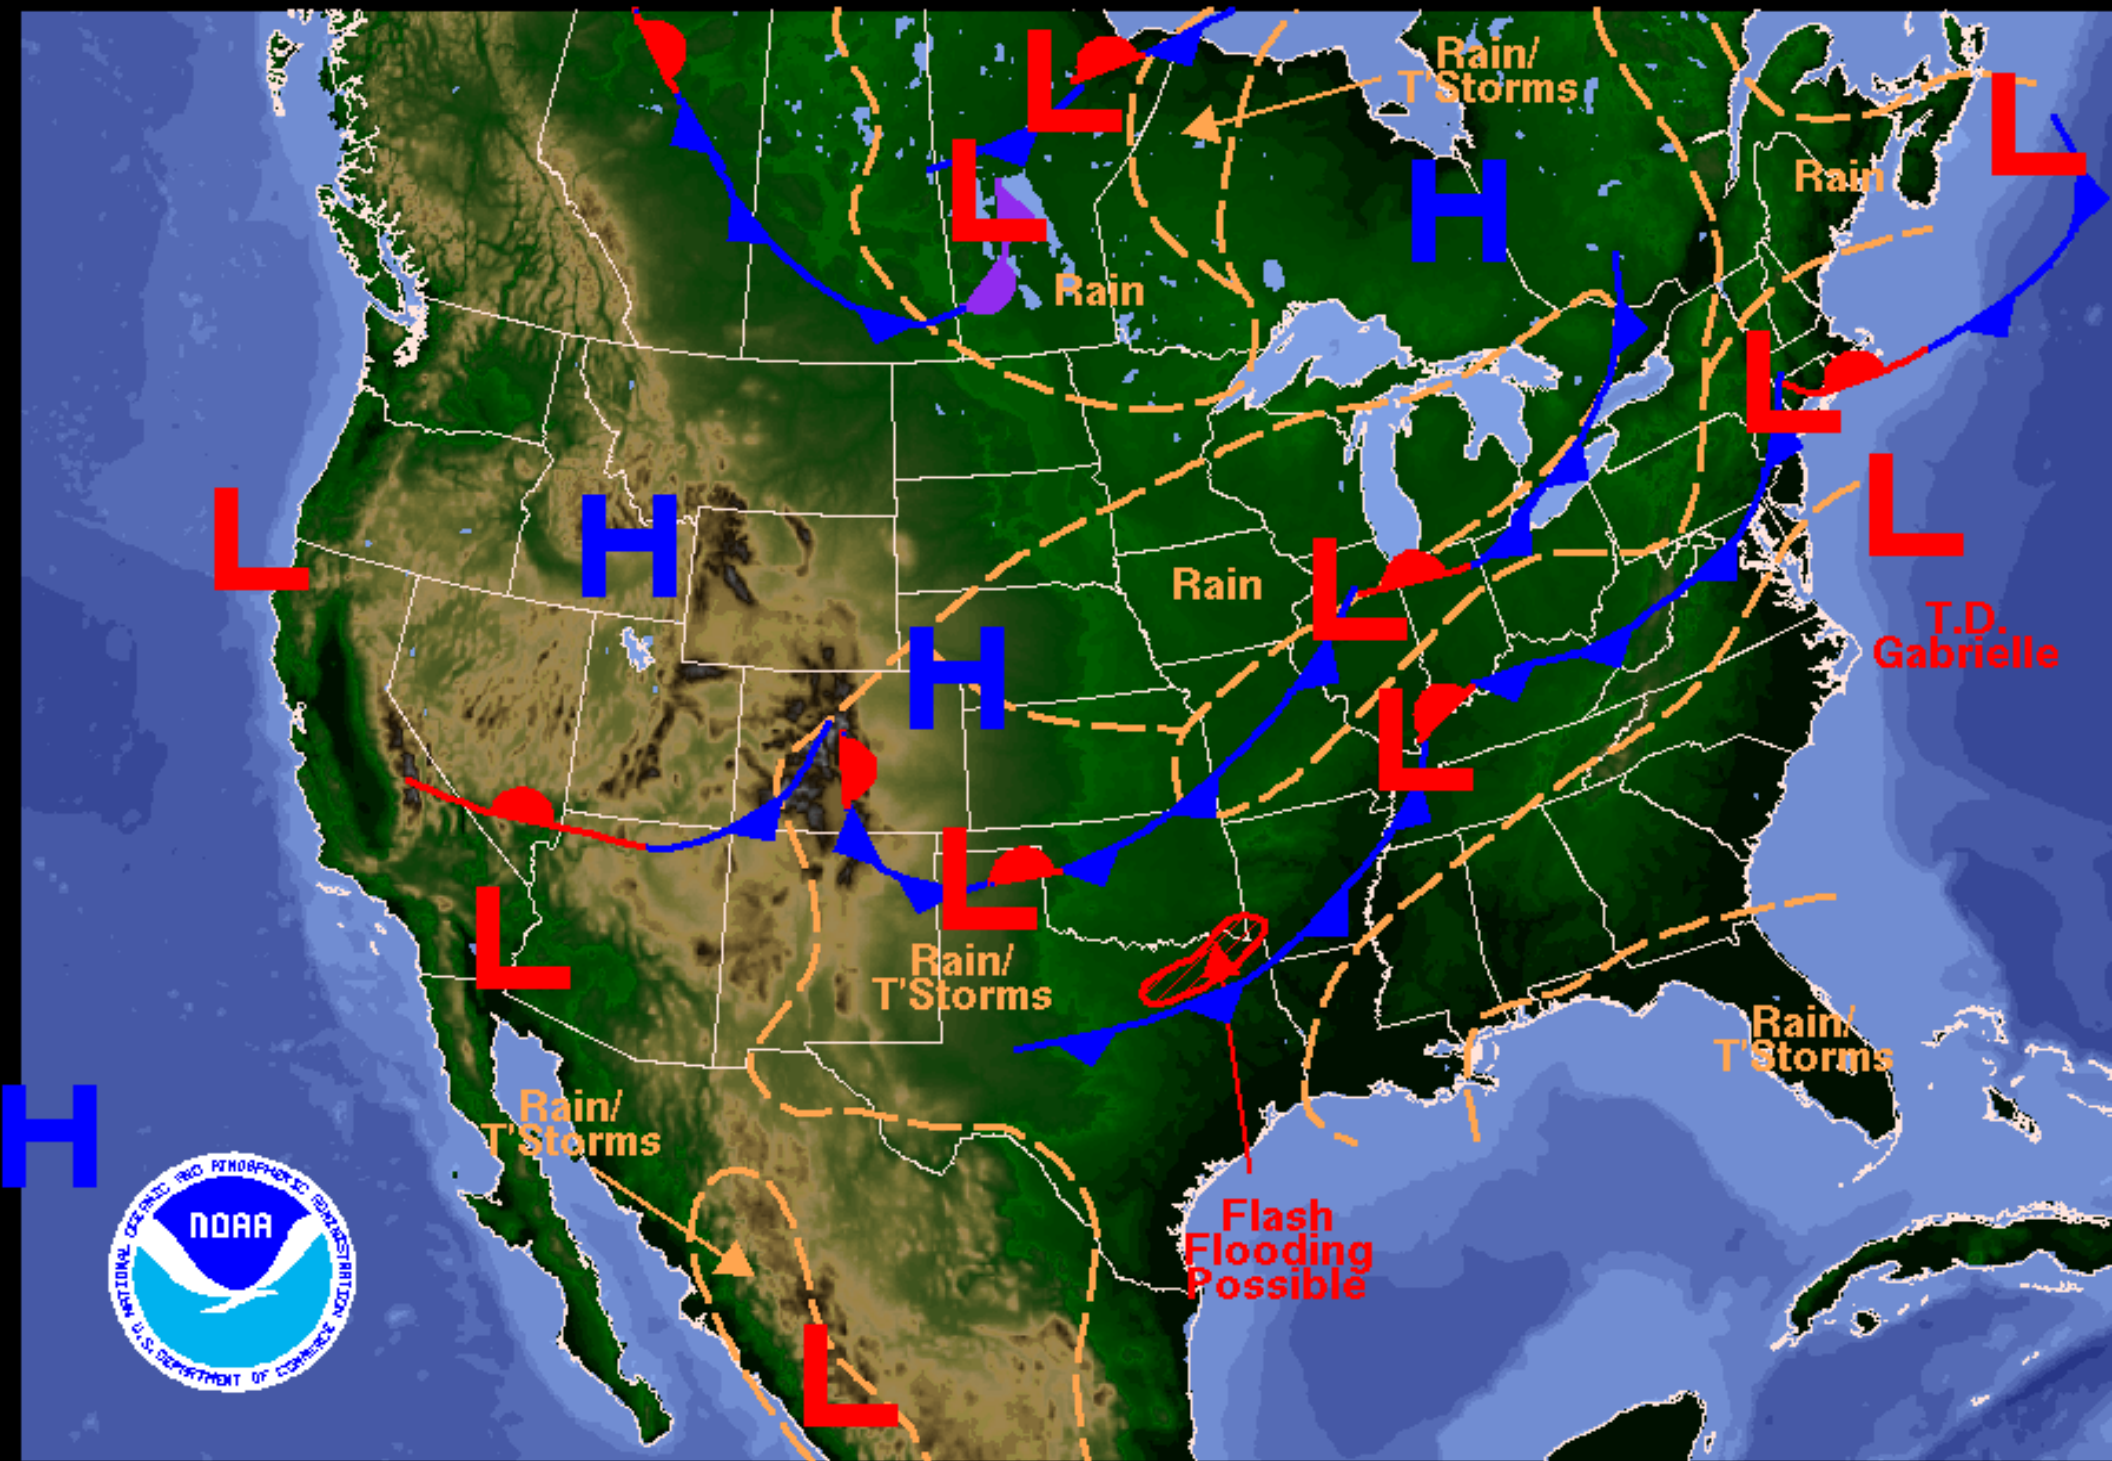 L
Rain/
T'Storms
L
L
H
Rain
L
Rain
L
L
L
H
H
L
Rain
T.D.
Gabrielle
H
L
L
L
Rain/
T'Storms
Rain/
T'Storms
H
Rain/
T'Storms
NATIONAL OCEANIC AND ATMOSPHERIC ADMINISTRATION
NOAA
U.S. DEPARTMENT OF COMMERCE
Flash
Flooding
Possible
L